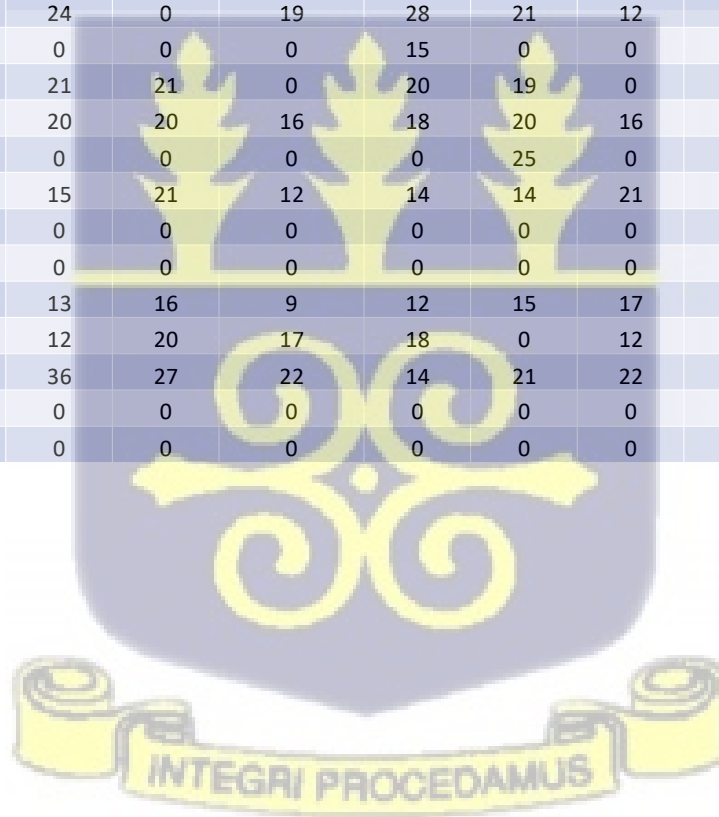 24 0 19 28 21 12
0 0 0 15 0 0
21 21 0 20 19 0
20 20 16 18 20 16
0 0 0 0 25 0
15 21 12 14 14 21
0 0 0 0 0 0
0 0 0 0 0 0
13 16 9 12 15 17
12 20 17 18 0 12
36 27 22 14 21 22
0 0 0 0 0 0
0 0 0 0 0 0
INTEGRI PROCEDAMUS